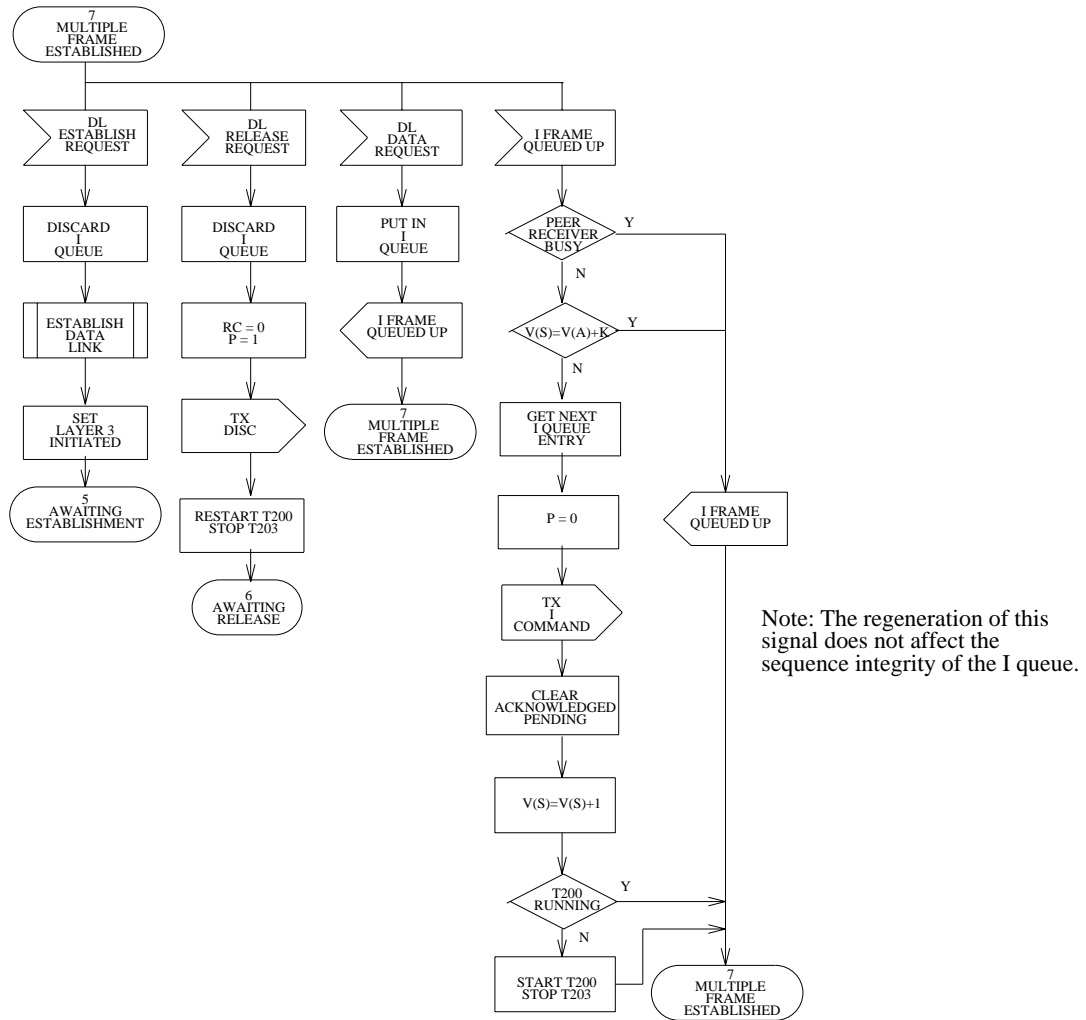 7
MULTIPLE
FRAME
ESTABLISHED
DL
ESTABLISH
REQUEST
DISCARD
I
QUEUE
ESTABLISH
DATA
LINK
SET
LAYER 3
INITIATED
5
AWAITING
ESTABLISHMENT
DL
RELEASE
REQUEST
DISCARD
I
QUEUE
RC = 0
P = 1
TX
DISC
RESTART T200
STOP T203
6
AWAITING
RELEASE
DL
DATA
REQUEST
PUT IN
I
QUEUE
I FRAME
QUEUED UP
7
MULTIPLE
FRAME
ESTABLISHED
I FRAME
QUEUED UP
PEER
RECEIVER
BUSY
Y
N
V(S)=V(A)+K
Y
N
GET NEXT
I QUEUE
ENTRY
P = 0
TX
I
COMMAND
CLEAR
ACKNOWLEDGED
PENDING
V(S)=V(S)+1
T200
RUNNING
Y
N
START T200
STOP T203
I FRAME
QUEUED UP
7
MULTIPLE
FRAME
ESTABLISHED
Note: The regeneration of this
signal does not affect the
sequence integrity of the I queue.